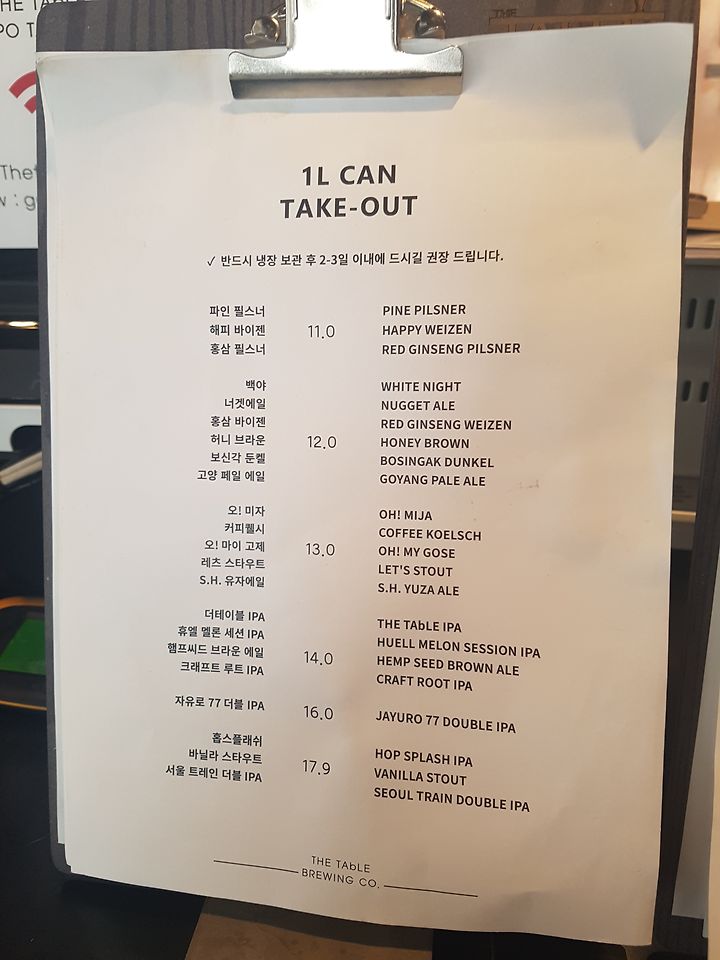 THE
1L CAN
TAKE-OUT
✓ 반드시 냉장 보관 후 2-3일 이내에 드시길 권장 드립니다.
파인 필스너 PINE PILSNER
해피 바이젠 11.0 HAPPY WEIZEN
홍삼 필스너 RED GINSENG PILSNER
백야 WHITE NIGHT
너겟에일 NUGGET ALE
홍삼 바이젠 RED GINSENG WEIZEN
허니 브라운 12.0 HONEY BROWN
보신각 둔켈 BOSINGAK DUNKEL
고양 페일 에일 GOYANG PALE ALE
오! 미자 OH! MIJA
커피퀠시 COFFEE KOELSCH
오! 마이 고제 13.0 OH! MY GOSE
레츠 스타우트 LET'S STOUT
S.H. 유자에일 S.H. YUZA ALE
더테이블 IPA THE TAbLE IPA
휴엘 멜론 세션 IPA HUELL MELON SESSION IPA
햄프씨드 브라운 에일 14.0 HEMP SEED BROWN ALE
크래프트 루트 IPA CRAFT ROOT IPA
자유로 77 더블 IPA 16.0 JAYURO 77 DOUBLE IPA
홉스플래쉬 HOP SPLASH IPA
바닐라 스타우트 17.9 VANILLA STOUT
서울 트레인 더블 IPA SEOUL TRAIN DOUBLE IPA
THE TAbLE
BREWING CO.